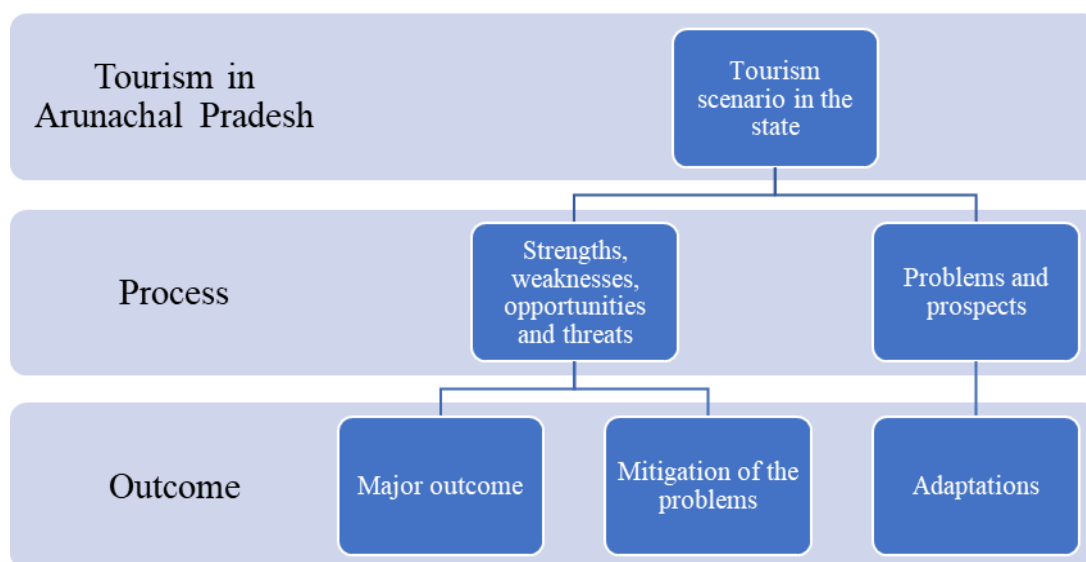 Tourism in
Arunachal Pradesh
Tourism
scenario in the
state
Process
Strengths,
weaknesses,
opportunities
and threats
Problems and
prospects
Outcome
Major outcome
Mitigation of the
problems
Adaptations